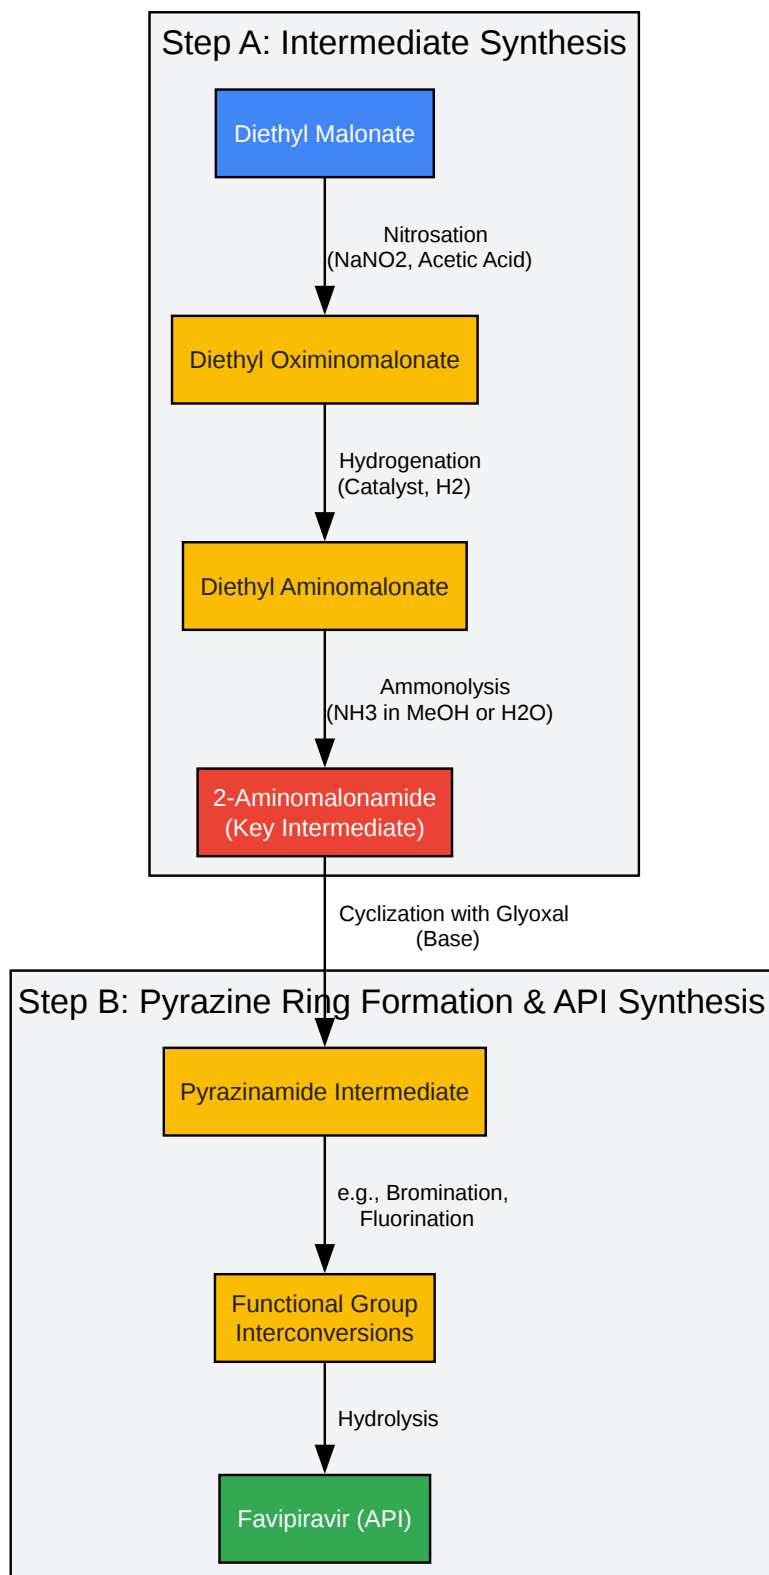 Step A: Intermediate Synthesis
Diethyl Malonate
Nitrosation
(NaNO2, Acetic Acid)
Diethyl Oximinomalonate
Hydrogenation
(Catalyst, H2)
Diethyl Aminomalonate
Ammonolysis
(NH3 in MeOH or H2O)
2-Aminomalonamide
(Key Intermediate)
Cyclization with Glyoxal
(Base)
Step B: Pyrazine Ring Formation & API Synthesis
Pyrazinamide Intermediate
e.g., Bromination,
Fluorination
Functional Group
Interconversions
Hydrolysis
Favipiravir (API)